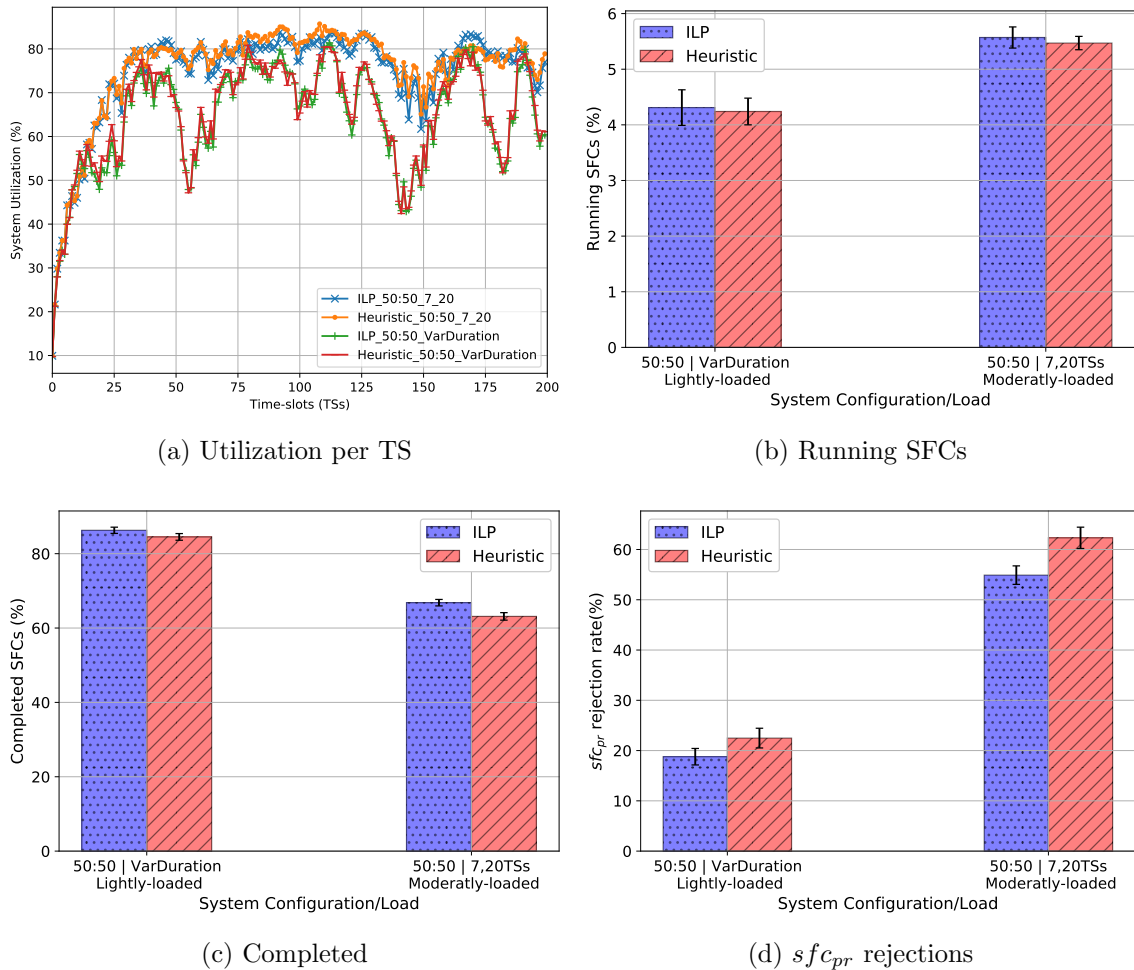 80
70
60
50
40
30
20
10
System Utilization (%)
ILP_50:50_7_20
Heuristic_50:50_7_20
ILP_50:50_VarDuration
Heuristic_50:50_VarDuration
0 25 50 75 100 125 150 175 200
Time-slots (TSs)
(a) Utilization per TS
6
5
4
3
2
1
0
Running SFCs (%)
ILP
Heuristic
50:50 | VarDuration
Lightly-loaded
50:50 | 7,20TSs
Moderatly-loaded
System Configuration/Load
(b) Running SFCs
80
60
40
20
0
Completed SFCs (%)
ILP
Heuristic
50:50 | VarDuration
Lightly-loaded
50:50 | 7,20TSs
Moderatly-loaded
System Configuration/Load
(c) Completed
60
50
40
30
20
10
0
sfc_pr rejection rate(%)
ILP
Heuristic
50:50 | VarDuration
Lightly-loaded
50:50 | 7,20TSs
Moderatly-loaded
System Configuration/Load
(d) sfc_pr rejections